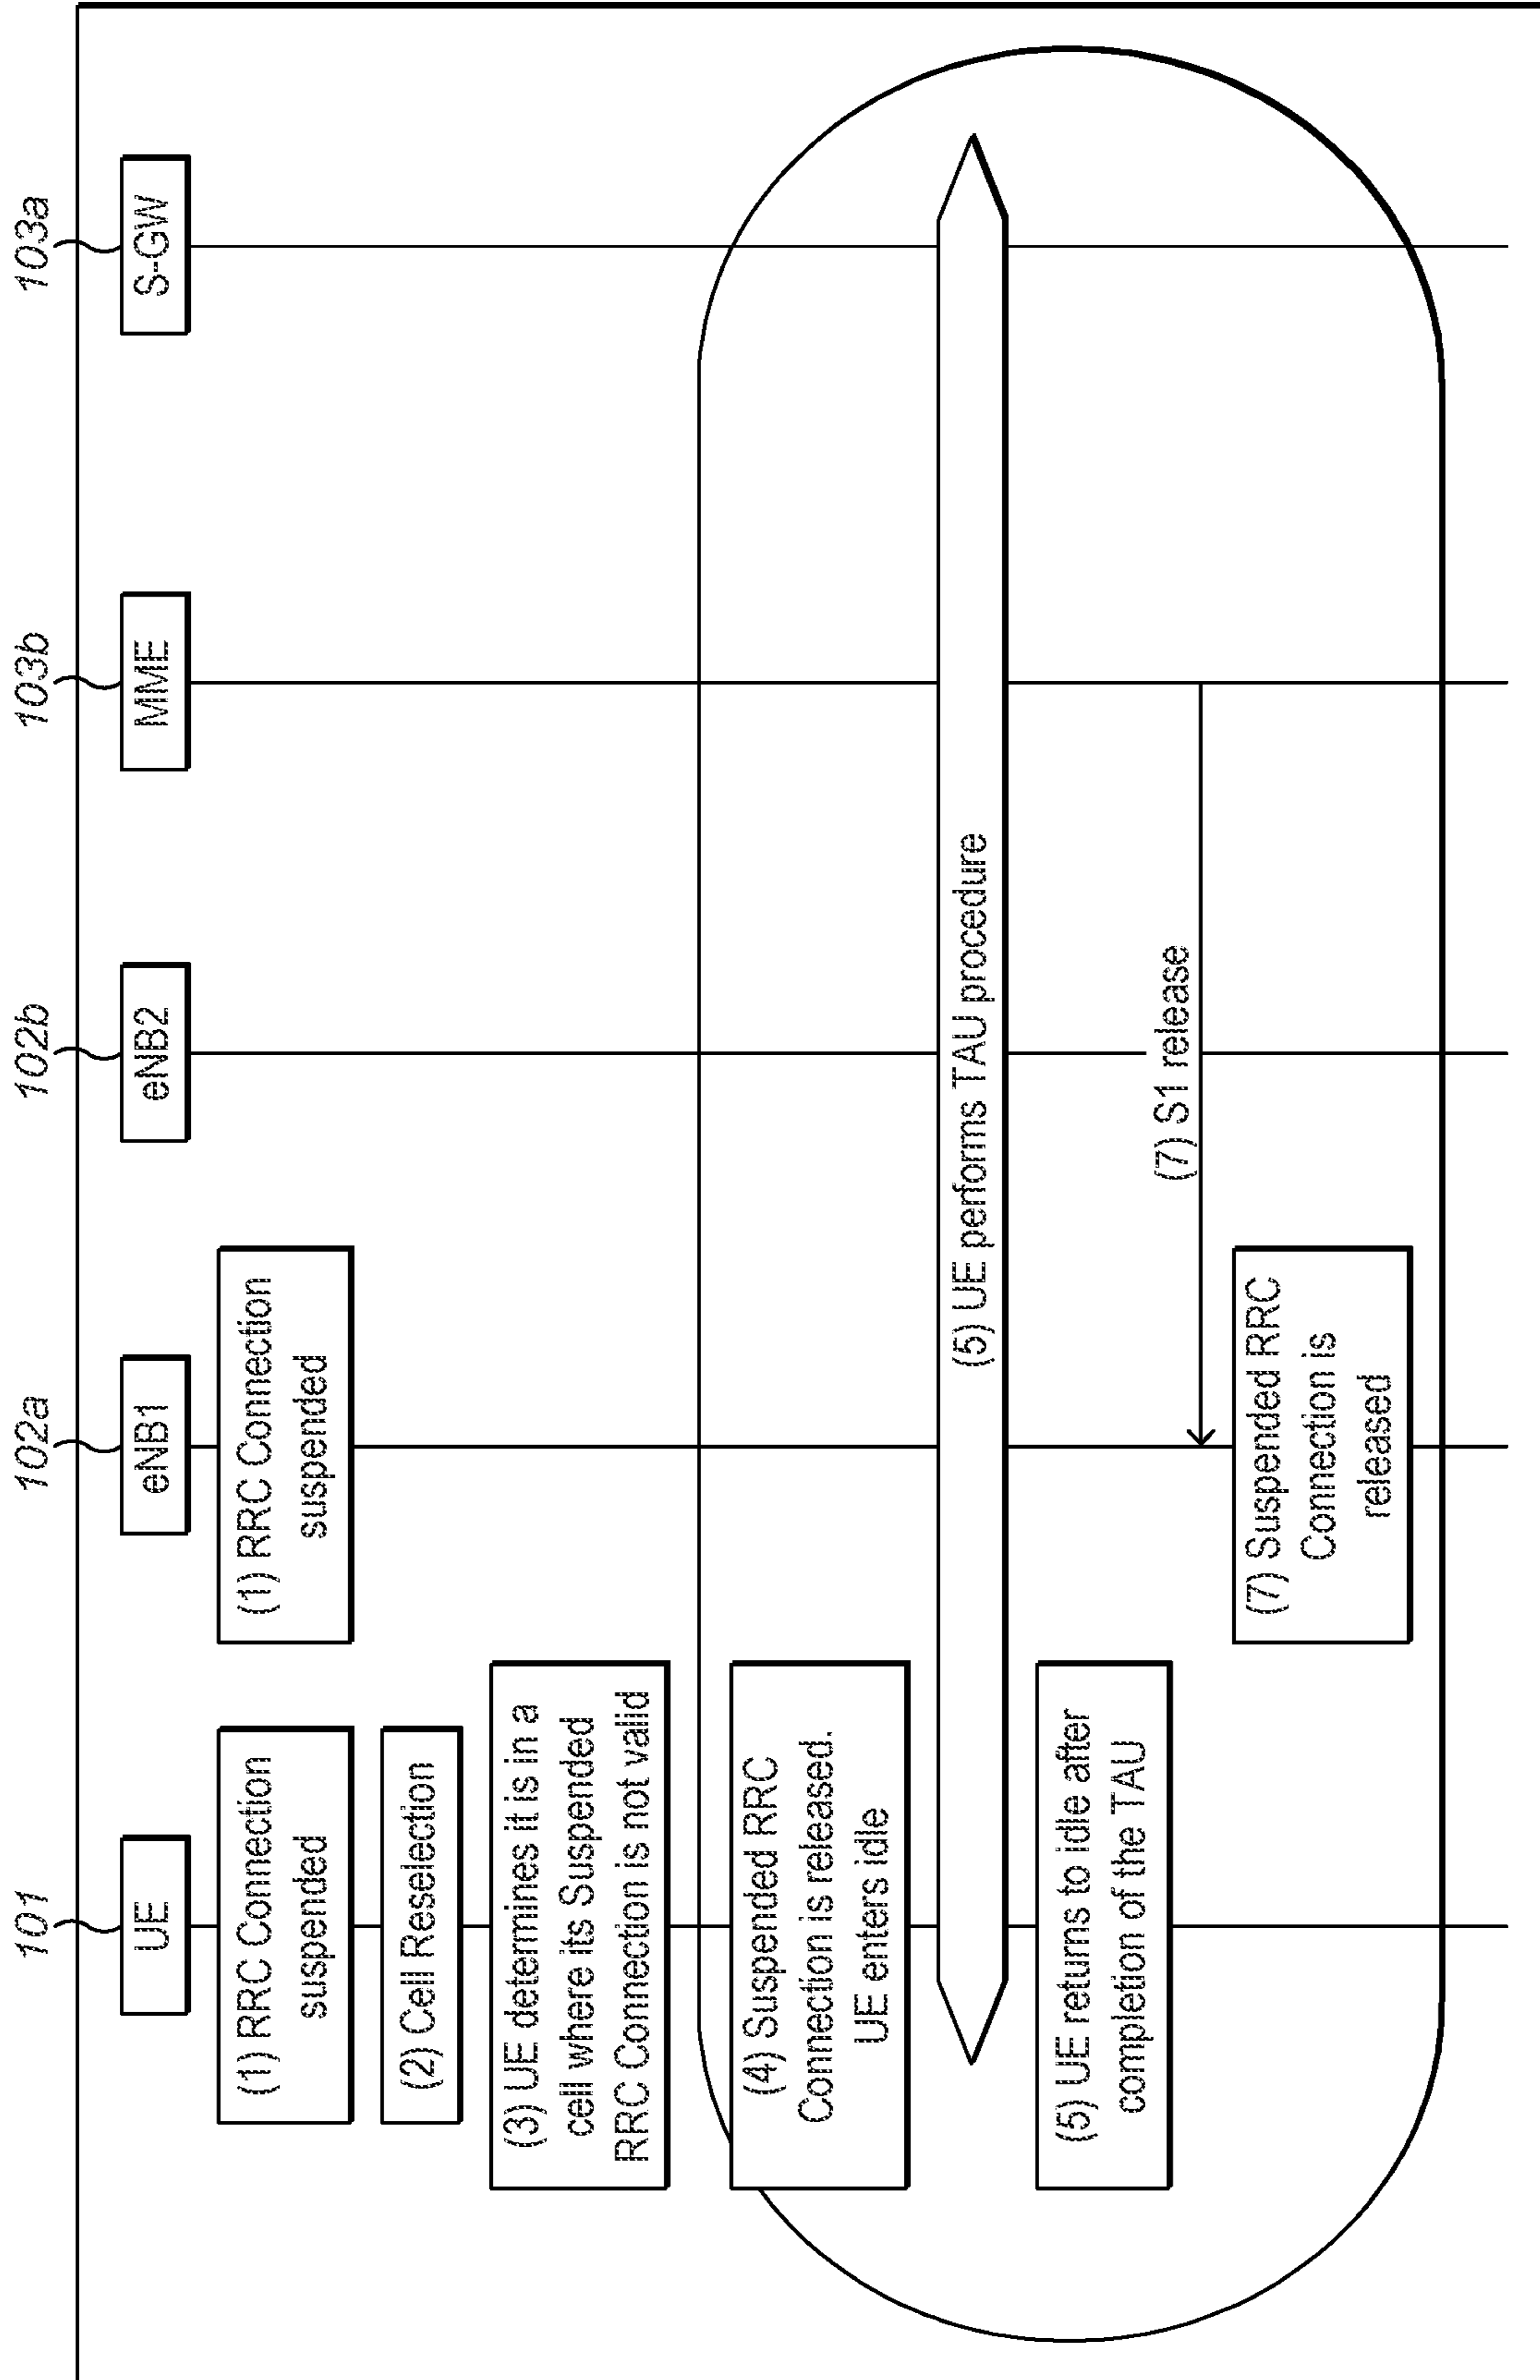 101
102a
102b
103b
103a
UE
eNB1
eNB2
MME
S-GW
(1) RRC Connection
suspended
(1) RRC Connection
suspended
(2) Cell Reselection
(3) UE determines it is in a
cell where its Suspended
RRC Connection is not valid
(4) Suspended RRC
Connection is released.
UE enters idle
(5) UE performs TAU procedure
(5) UE returns to idle after
completion of the TAU
(7) S1 release
(7) Suspended RRC
Connection is
released